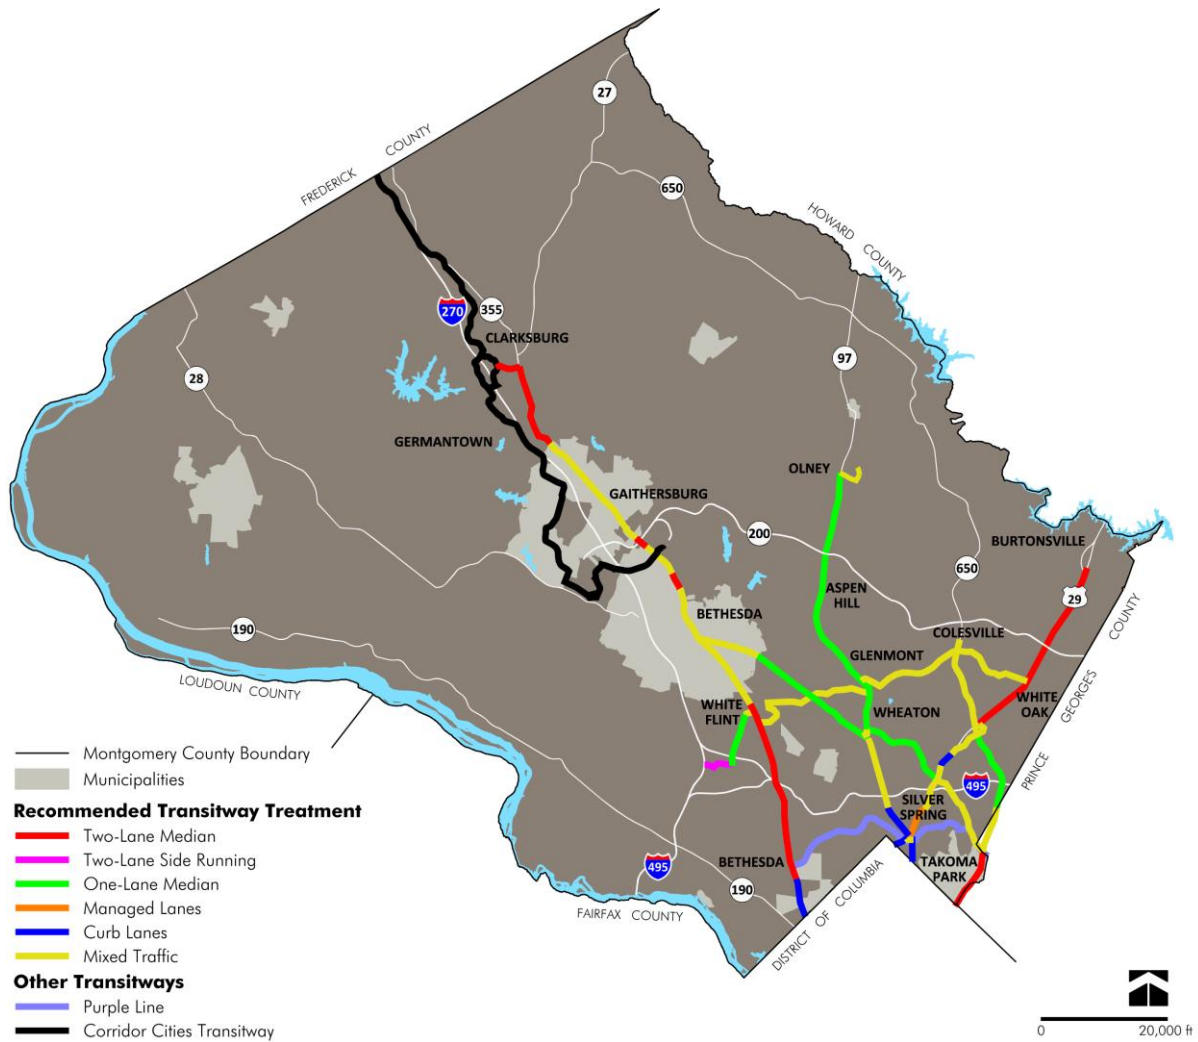 27
FREDERICK COUNTY
650
HOWARD COUNTY
270
355
CLARKSBURG
97
28
GERMANTOWN
OLNEY
GAITHERSBURG
200
BURTONSVILLE
650
29
ASPEN
HILL
BETHESDA
190
COLESVILLE
GLENMONT
LOUDOUN COUNTY
WHITE
OAK
WHITE
FLINT
WHEATON
PRINCE GEORGES COUNTY
495
SILVER
SPRING
BETHESDA
TAKOMA
PARK
495
190
FAIRFAX COUNTY
DISTRICT OF COLUMBIA
Montgomery County Boundary
Municipalities
Recommended Transitway Treatment
Two-Lane Median
Two-Lane Side Running
One-Lane Median
Managed Lanes
Curb Lanes
Mixed Traffic
Other Transitways
Purple Line
Corridor Cities Transitway
0 20,000 ft